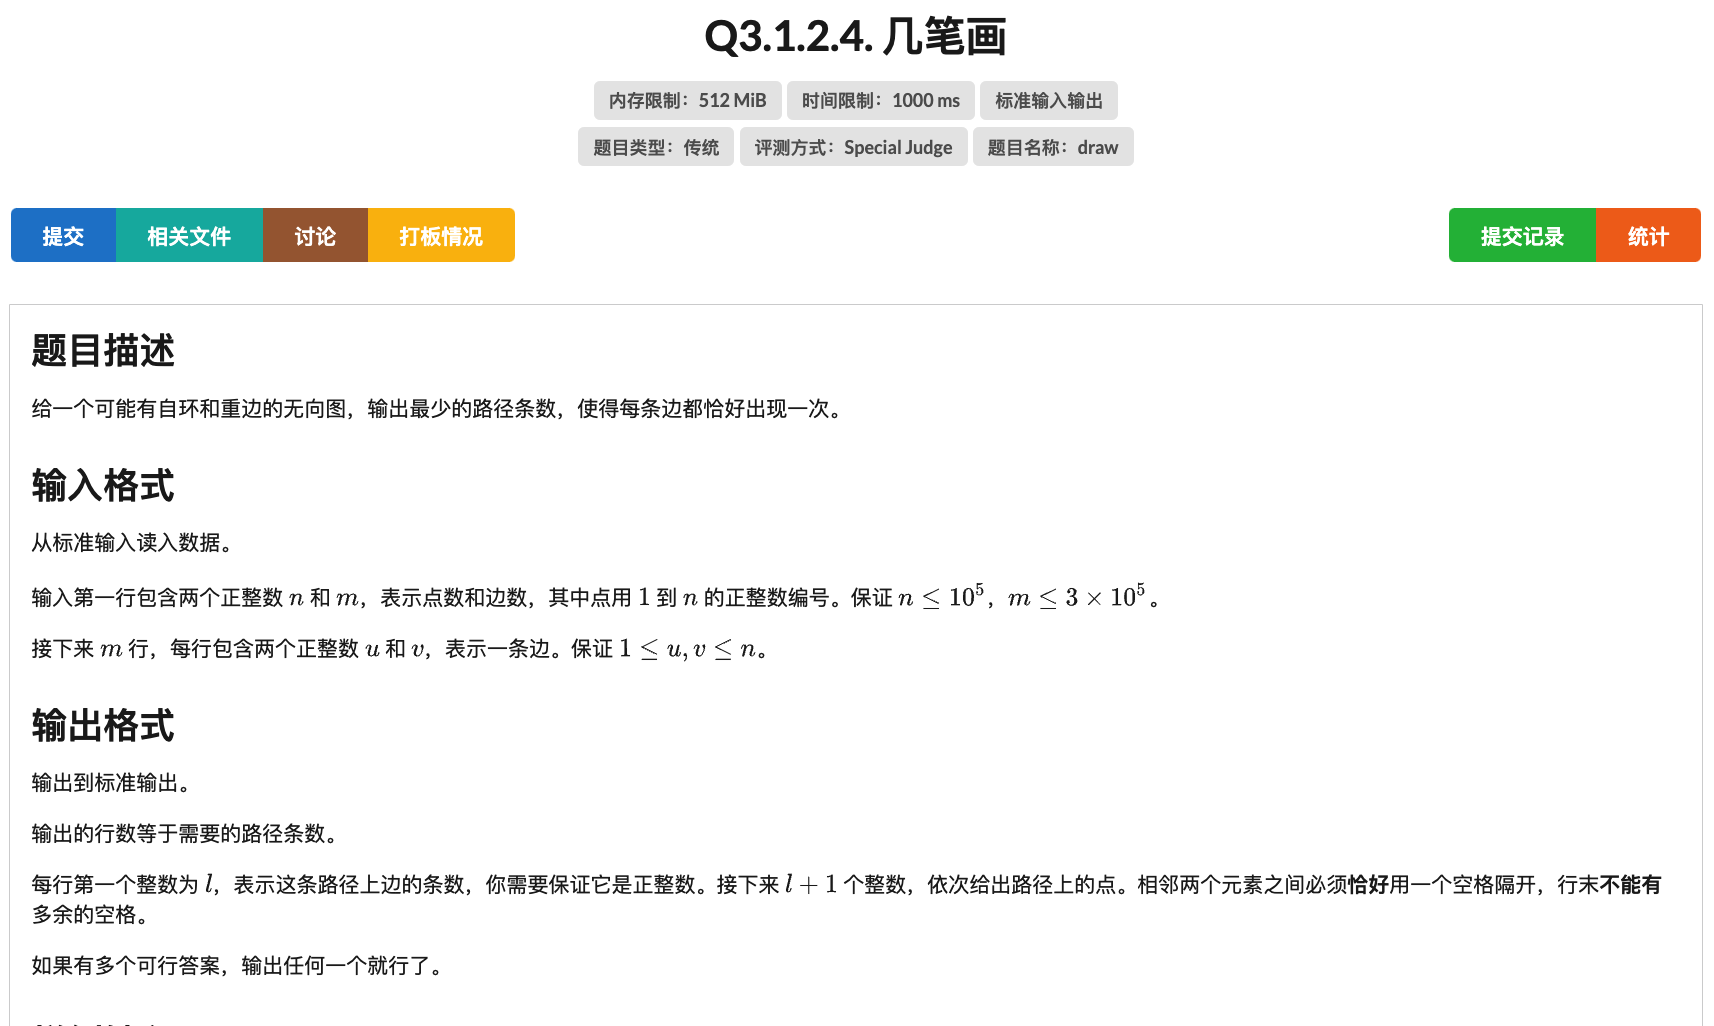 Q3.1.2.4. 几笔画
内存限制：512 MiB 时间限制：1000 ms 标准输入输出
题目类型：传统 评测方式：Special Judge 题目名称：draw
提交 相关文件 讨论 打板情况 提交记录 统计
题目描述
给一个可能有自环和重边的无向图，输出最少的路径条数，使得每条边都恰好出现一次。
输入格式
从标准输入读入数据。
输入第一行包含两个正整数 n 和 m，表示点数和边数，其中点用 1 到 n 的正整数编号。保证 n ≤ 10^5，m ≤ 3 × 10^5。
接下来 m 行，每行包含两个正整数 u 和 v，表示一条边。保证 1 ≤ u, v ≤ n。
输出格式
输出到标准输出。
输出的行数等于需要的路径条数。
每行第一个整数为 l，表示这条路径上边的条数，你需要保证它是正整数。接下来 l + 1 个整数，依次给出路径上的点。相邻两个元素之间必须恰好用一个空格隔开，行末不能有
多余的空格。
如果有多个可行答案，输出任何一个就行了。